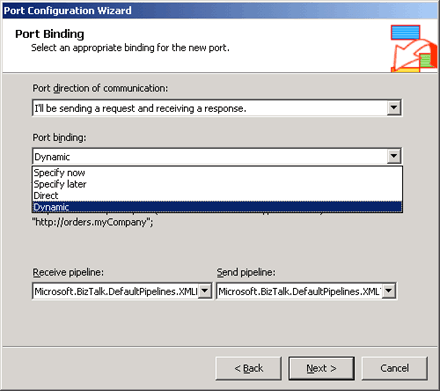 Port Configuration Wizard
Port Binding
Select an appropriate binding for the new port.
Port direction of communication:
I'll be sending a request and receiving a response.
Port binding:
Dynamic
Specify now
Specify later
Direct
Dynamic
"http://orders.myCompany";
Receive pipeline:
Send pipeline:
Microsoft.BizTalk.DefaultPipelines.XML
Microsoft.BizTalk.DefaultPipelines.XML
< Back
Next >
Cancel